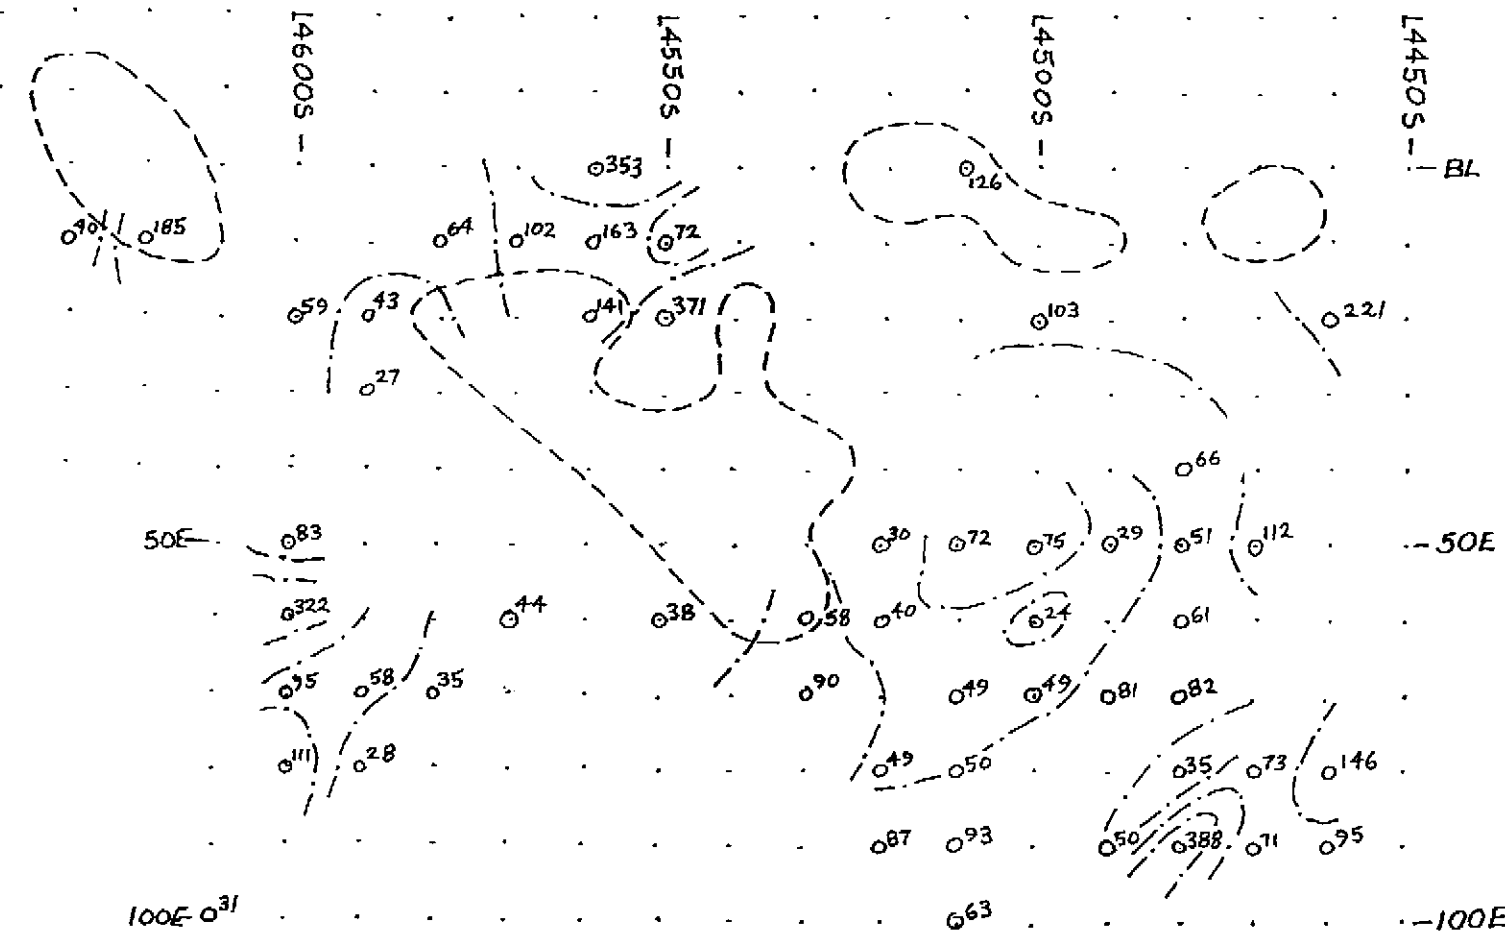 L4600S
L4550S
L4500S
L4450S
BL
353
126
90 185
64 102 163 72
59 43 141 371 103 221
27
66
50E 83 30 72 75 29 51 112 50E
322 44 38 58 40 24 61
95 58 35 90 49 49 81 82
111 28 49 50 35 73 146
87 93 50 388 71 95
100E 31 63 100E